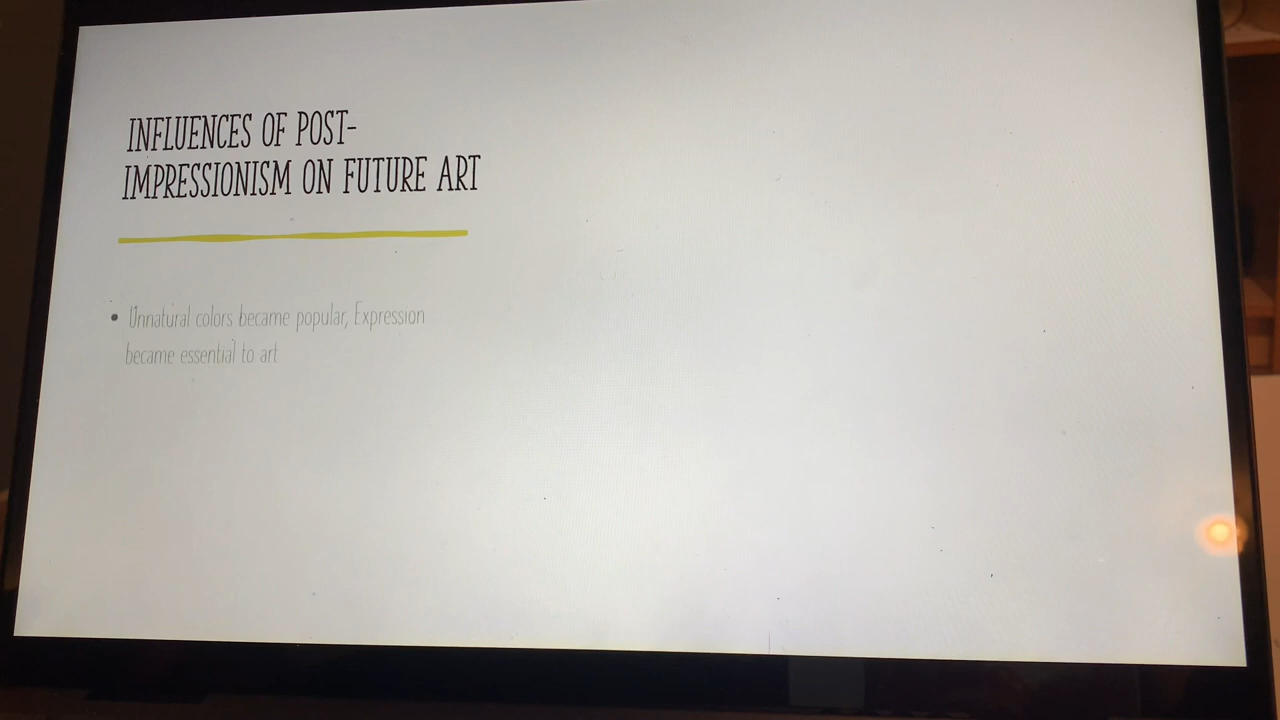 INFLUENCES OF POST-
IMPRESSIONISM ON FUTURE ART
• Unnatural colors became popular, Expression
became essential to art